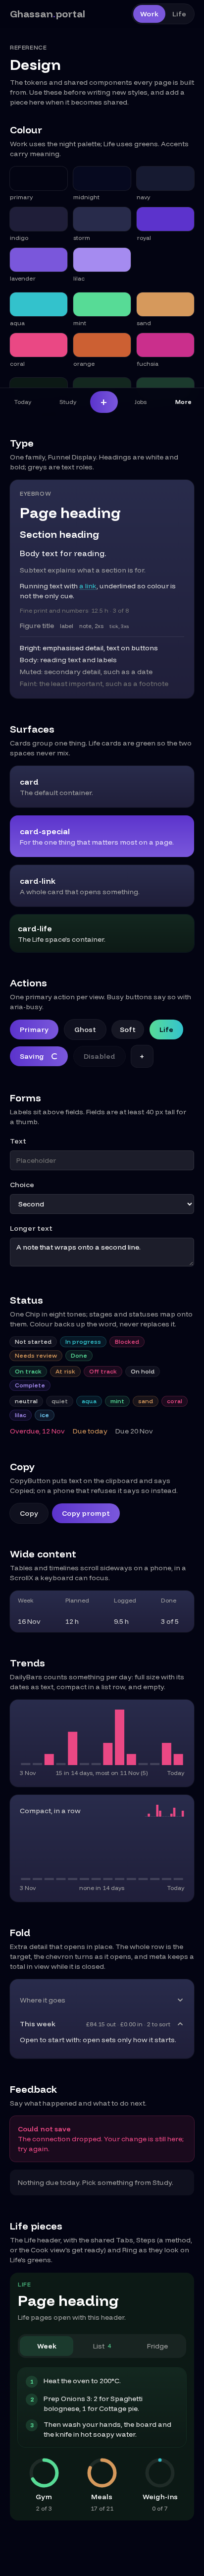 Ghassan.portal
Work Life
REFERENCE
Design
The tokens and shared components every page is built
from. Use these before writing new styles, and add a
piece here when it becomes shared.
Colour
Work uses the night palette; Life uses greens. Accents
carry meaning.
primary midnight navy
indigo storm royal
lavender lilac
aqua mint sand
coral orange fuchsia
Today Study + Jobs More
Type
One family, Funnel Display. Headings are white and
bold; greys are text roles.
EYEBROW
Page heading
Section heading
Body text for reading.
Subtext explains what a section is for.
Running text with a link, underlined so colour is
not the only cue.
Fine print and numbers: 12.5 h · 3 of 6
Figure title label note, 2xs tick, 3xs
Bright: emphasised detail, text on buttons
Body: reading text and labels
Muted: secondary detail, such as a date
Faint: the least important, such as a footnote
Surfaces
Cards group one thing. Life cards are green so the two
spaces never mix.
card
The default container.
card-special
For the one thing that matters most on a page.
card-link
A whole card that opens something.
card-life
The Life space's container.
Actions
One primary action per view. Busy buttons say so with
aria-busy.
Primary Ghost Soft Life
Saving Disabled +
Forms
Labels sit above fields. Fields are at least 40 px tall for
a thumb.
Text
Placeholder
Choice
Second
Longer text
A note that wraps onto a second line.
Status
One Chip in eight tones; stages and statuses map onto
them. Colour backs up the word, never replaces it.
Not started In progress Blocked
Needs review Done
On track At risk Off track On hold
Complete
neutral quiet aqua mint sand coral
lilac ice
Overdue, 12 Nov Due today Due 20 Nov
Copy
CopyButton puts text on the clipboard and says
Copied; on a phone that refuses it says so instead.
Copy Copy prompt
Wide content
Tables and timelines scroll sideways on a phone, in a
ScrollX a keyboard can focus.
Week Planned Logged Done
16 Nov 12 h 9.5 h 3 of 5
Trends
DailyBars counts something per day: full size with its
dates as text, compact in a list row, and empty.
3 Nov 15 in 14 days, most on 11 Nov (5) Today
Compact, in a row
3 Nov none in 14 days Today
Fold
Extra detail that opens in place. The whole row is the
target, the chevron turns as it opens, and meta keeps a
total in view while it is closed.
Where it goes
This week £84.15 out · £0.00 in · 2 to sort
Open to start with: open sets only how it starts.
Feedback
Say what happened and what to do next.
Could not save
The connection dropped. Your change is still here;
try again.
Nothing due today. Pick something from Study.
Life pieces
The Life header, with the shared Tabs, Steps (a method,
or the Cook view's get ready) and Ring as they look on
Life's greens.
LIFE
Page heading
Life pages open with this header.
Week List 4 Fridge
1 Heat the oven to 200°C.
2 Prep Onions 3: 2 for Spaghetti
bolognese, 1 for Cottage pie.
3 Then wash your hands, the board and
the knife in hot soapy water.
Gym Meals Weigh-ins
2 of 3 17 of 21 0 of 7